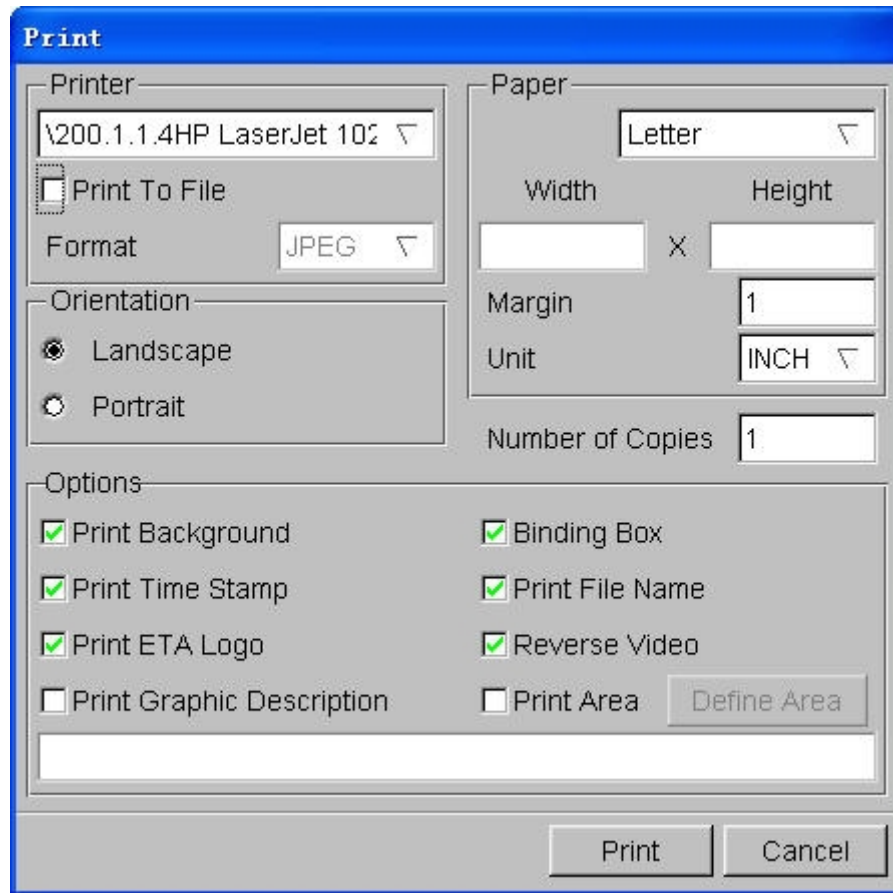 Print
Printer
\200.1.1.4HP LaserJet 102
Print To File
Format JPEG
Orientation
Landscape
Portrait
Paper
Letter
Width Height
X
Margin 1
Unit INCH
Number of Copies 1
Options
Print Background Binding Box
Print Time Stamp Print File Name
Print ETA Logo Reverse Video
Print Graphic Description Print Area Define Area
Print Cancel